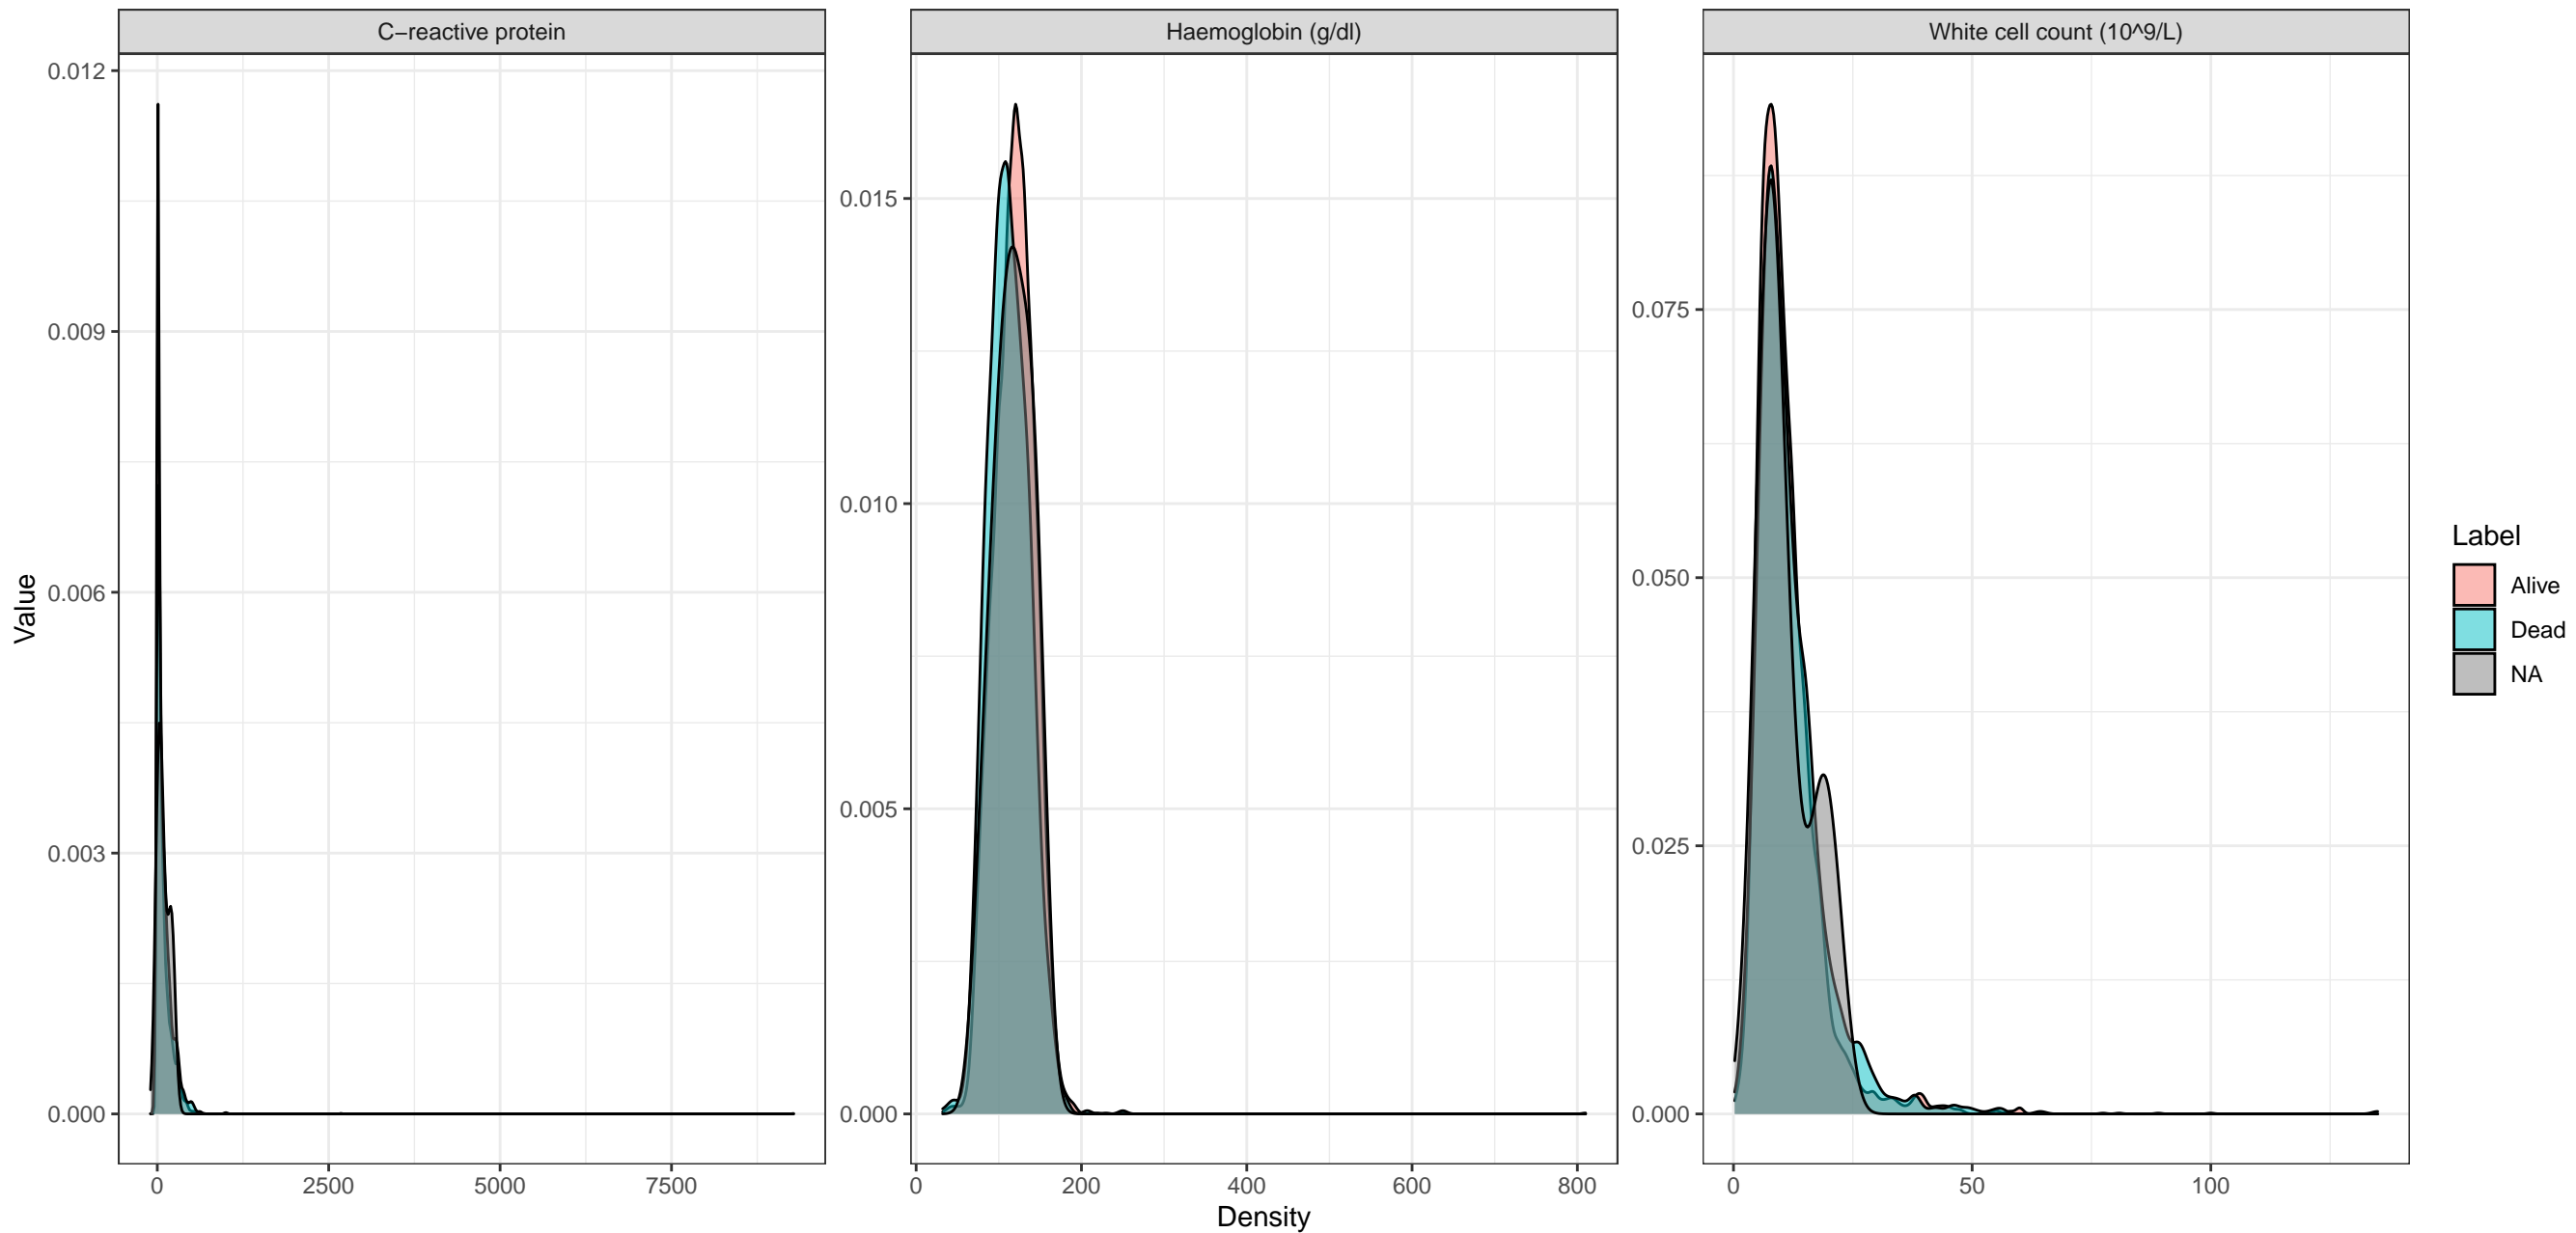 C−reactive protein
Haemoglobin (g/dl)
White cell count (10^9/L)
0.012
0.009
0.006
0.003
0.000
0.015
0.010
0.005
0.000
0.075
0.050
0.025
0.000
0 2500 5000 7500
0 200 400 600 800
0 50 100
Value
Density
Label
Alive
Dead
NA